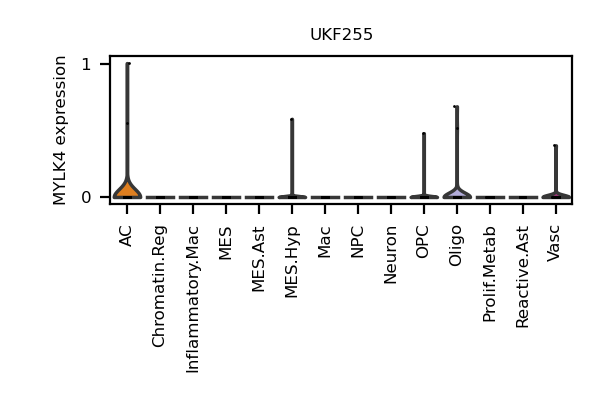 UKF255
MYLK4 expression
1
0
AC
Chromatin.Reg
Inflammatory.Mac
MES
MES.Ast
MES.Hyp
Mac
NPC
Neuron
OPC
Oligo
Prolif.Metab
Reactive.Ast
Vasc